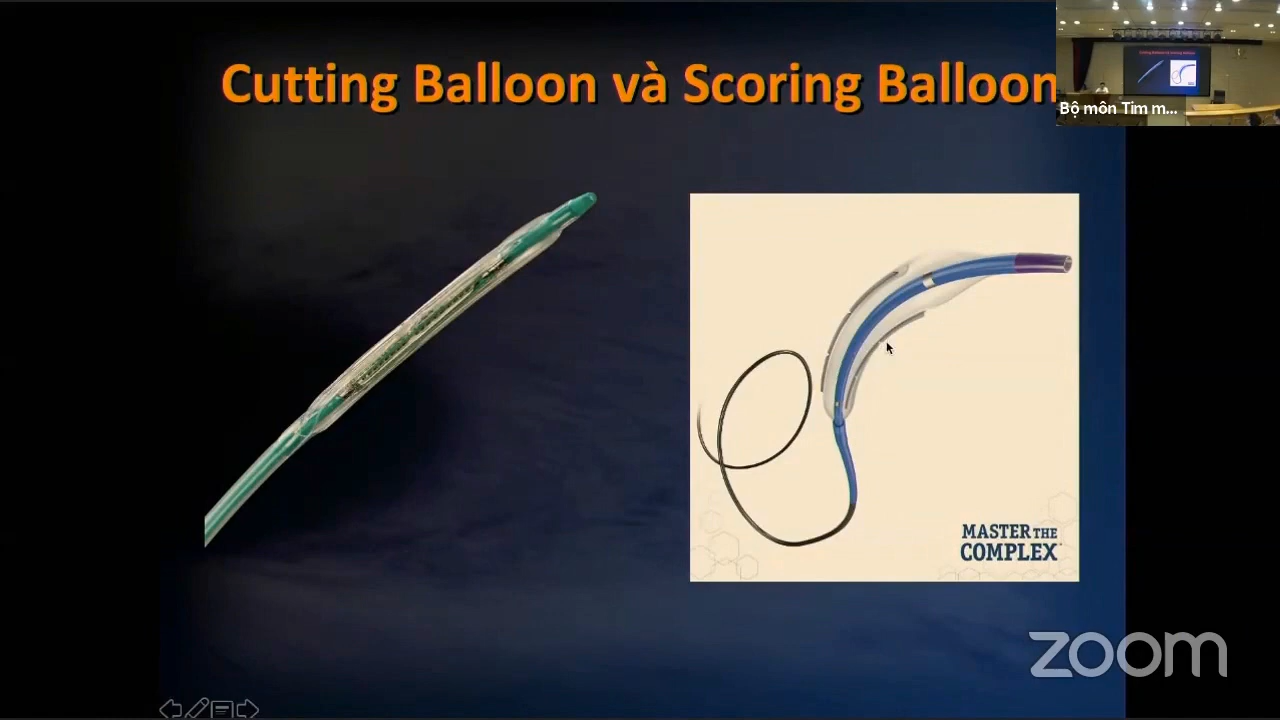 Cutting Balloon và Scoring Balloon
Bộ môn Tim m...
MASTER THE
COMPLEX
zoom